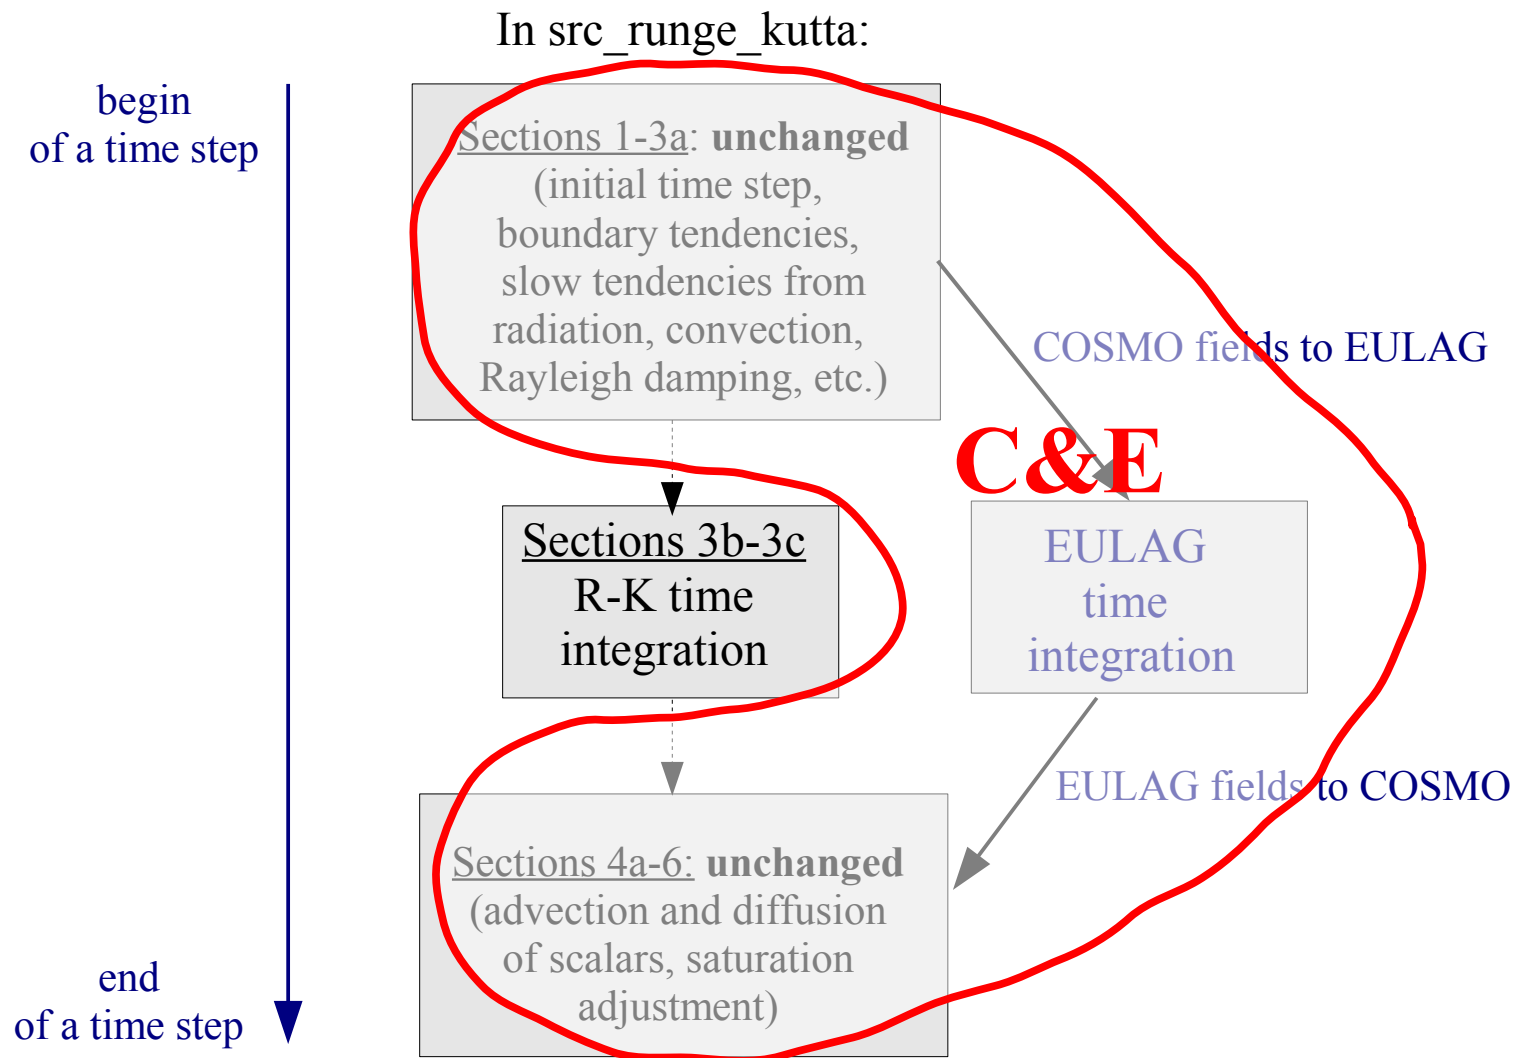 In src_runge_kutta:
begin
of a time step
Sections 1-3a: unchanged
(initial time step,
boundary tendencies,
slow tendencies from
radiation, convection,
Rayleigh damping, etc.)
COSMO fields to EULAG
C&E
Sections 3b-3c
R-K time
integration
EULAG
time
integration
EULAG fields to COSMO
Sections 4a-6: unchanged
(advection and diffusion
of scalars, saturation
adjustment)
end
of a time step